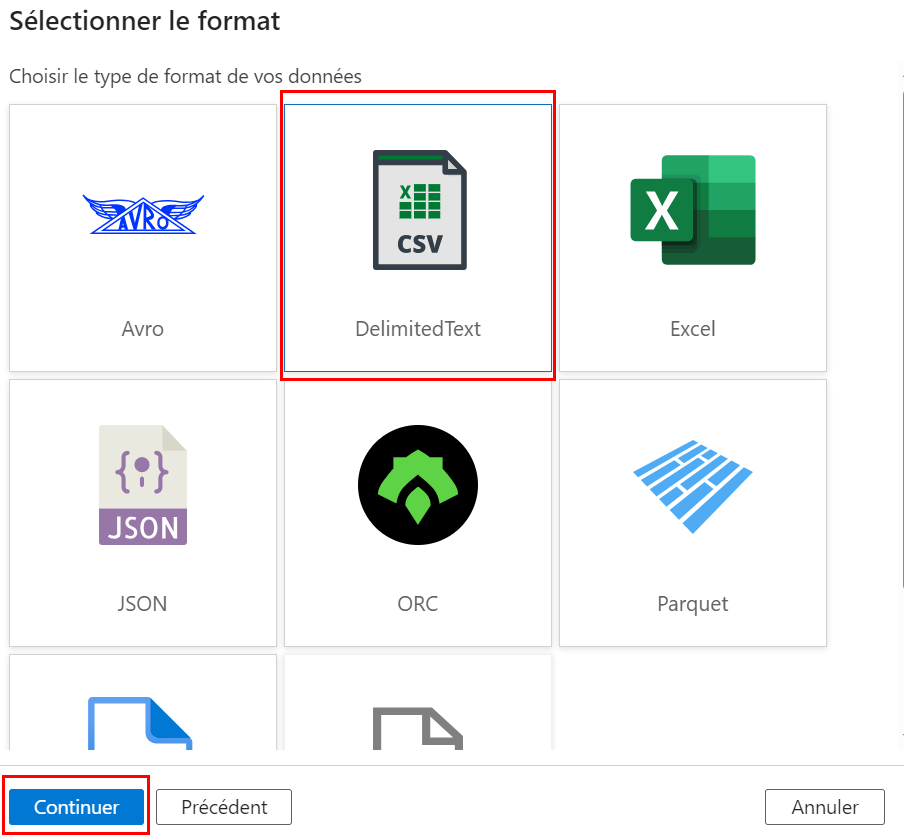 Sélectionner le format
Choisir le type de format de vos données
AVRO
X
CSV
X
Avro
DelimitedText
Excel
{ }
JSON
JSON
ORC
Parquet
Continuer
Précédent
Annuler